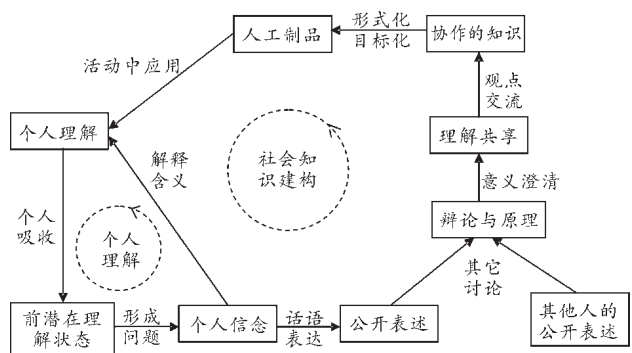 人工制品
形式化
目标化
协作的知识
活动中应用
观点
交流
个人理解
解释
含义
社会知
识建构
理解共享
意义澄清
个人
吸收
个人
理解
辩论与原理
其它
讨论
前潜在理
解状态
形成
问题
个人信念
话语
表达
公开表述
其他人的
公开表述